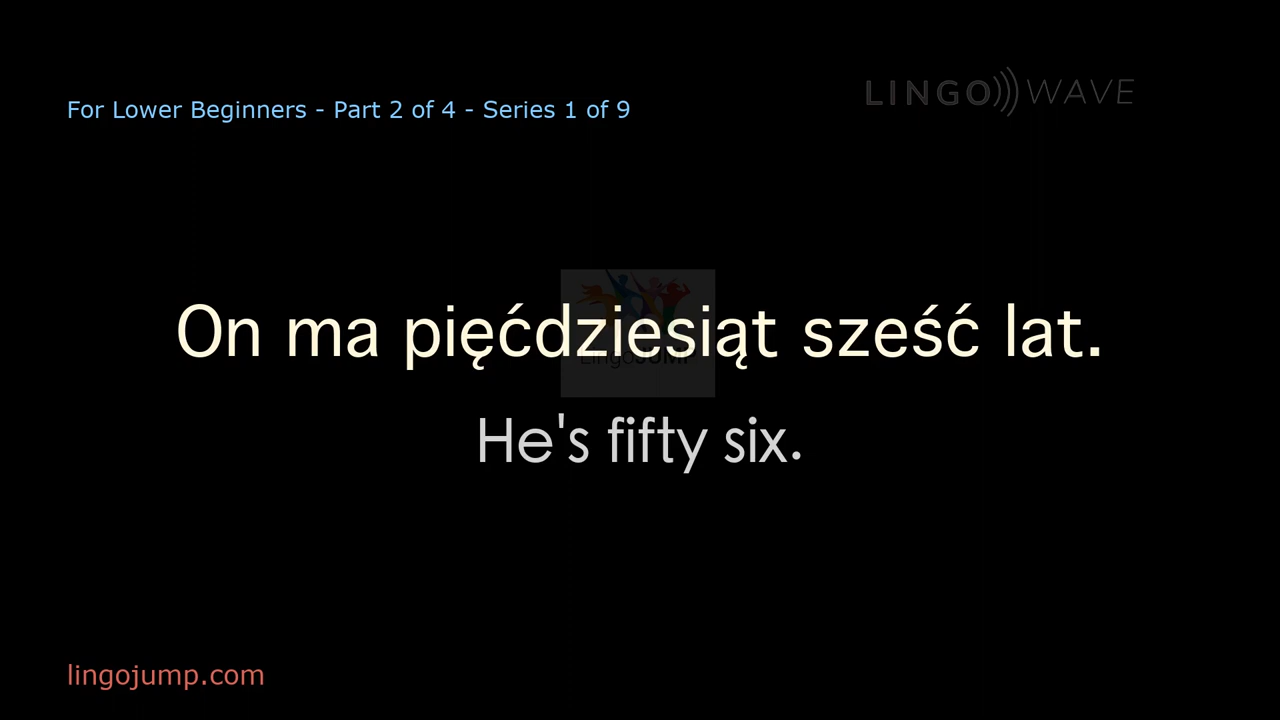 For Lower Beginners - Part 2 of 4 - Series 1 of 9
LINGO WAVE
On ma pięćdziesiąt sześć lat.
LingoJUMP
He's fifty six.
lingojump.com